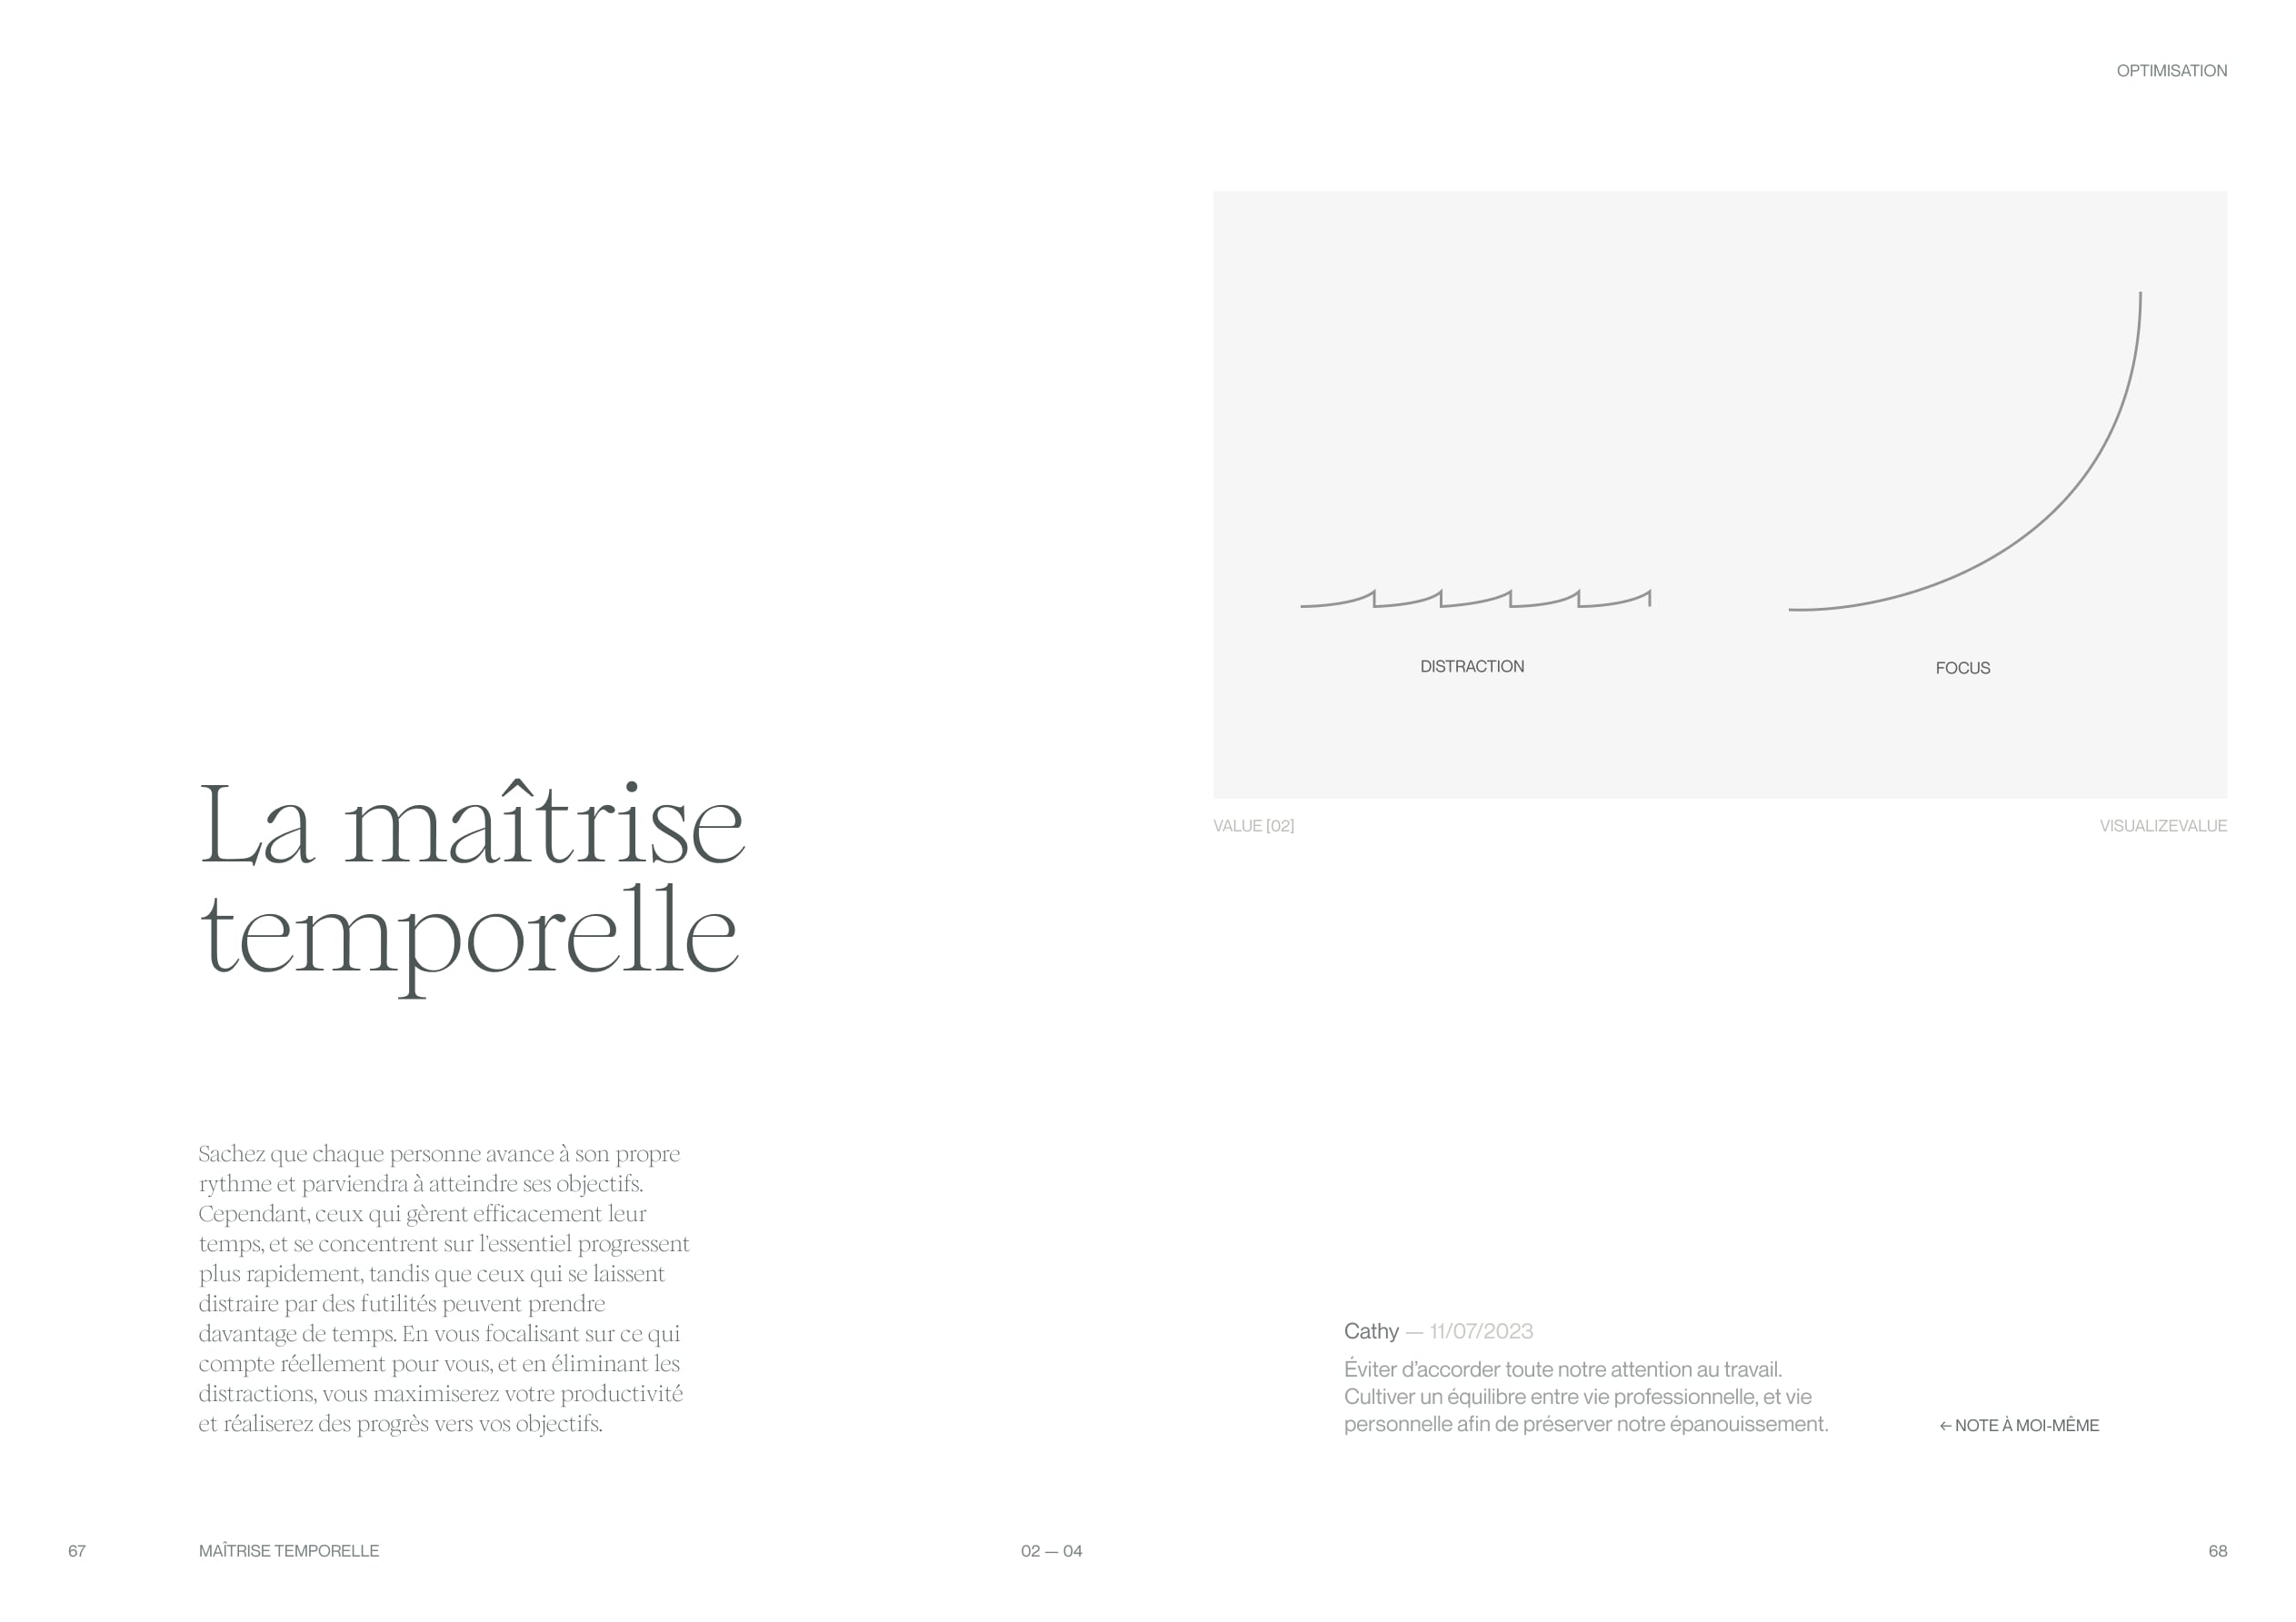 OPTIMISATION
La maîtrise
temporelle
Sachez que chaque personne avance à son propre
rythme et parviendra à atteindre ses objectifs.
Cependant, ceux qui gèrent efficacement leur
temps, et se concentrent sur l'essentiel progressent
plus rapidement, tandis que ceux qui se laissent
distraire par des futilités peuvent prendre
davantage de temps. En vous focalisant sur ce qui
compte réellement pour vous, et en éliminant les
distractions, vous maximiserez votre productivité
et réaliserez des progrès vers vos objectifs.
DISTRACTION
FOCUS
VALUE [02]
VISUALIZEVALUE
Cathy — 11/07/2023
Éviter d’accorder toute notre attention au travail.
Cultiver un équilibre entre vie professionnelle, et vie
personnelle afin de préserver notre épanouissement.
← NOTE À MOI-MÊME
67
MAÎTRISE TEMPORELLE
02 — 04
68